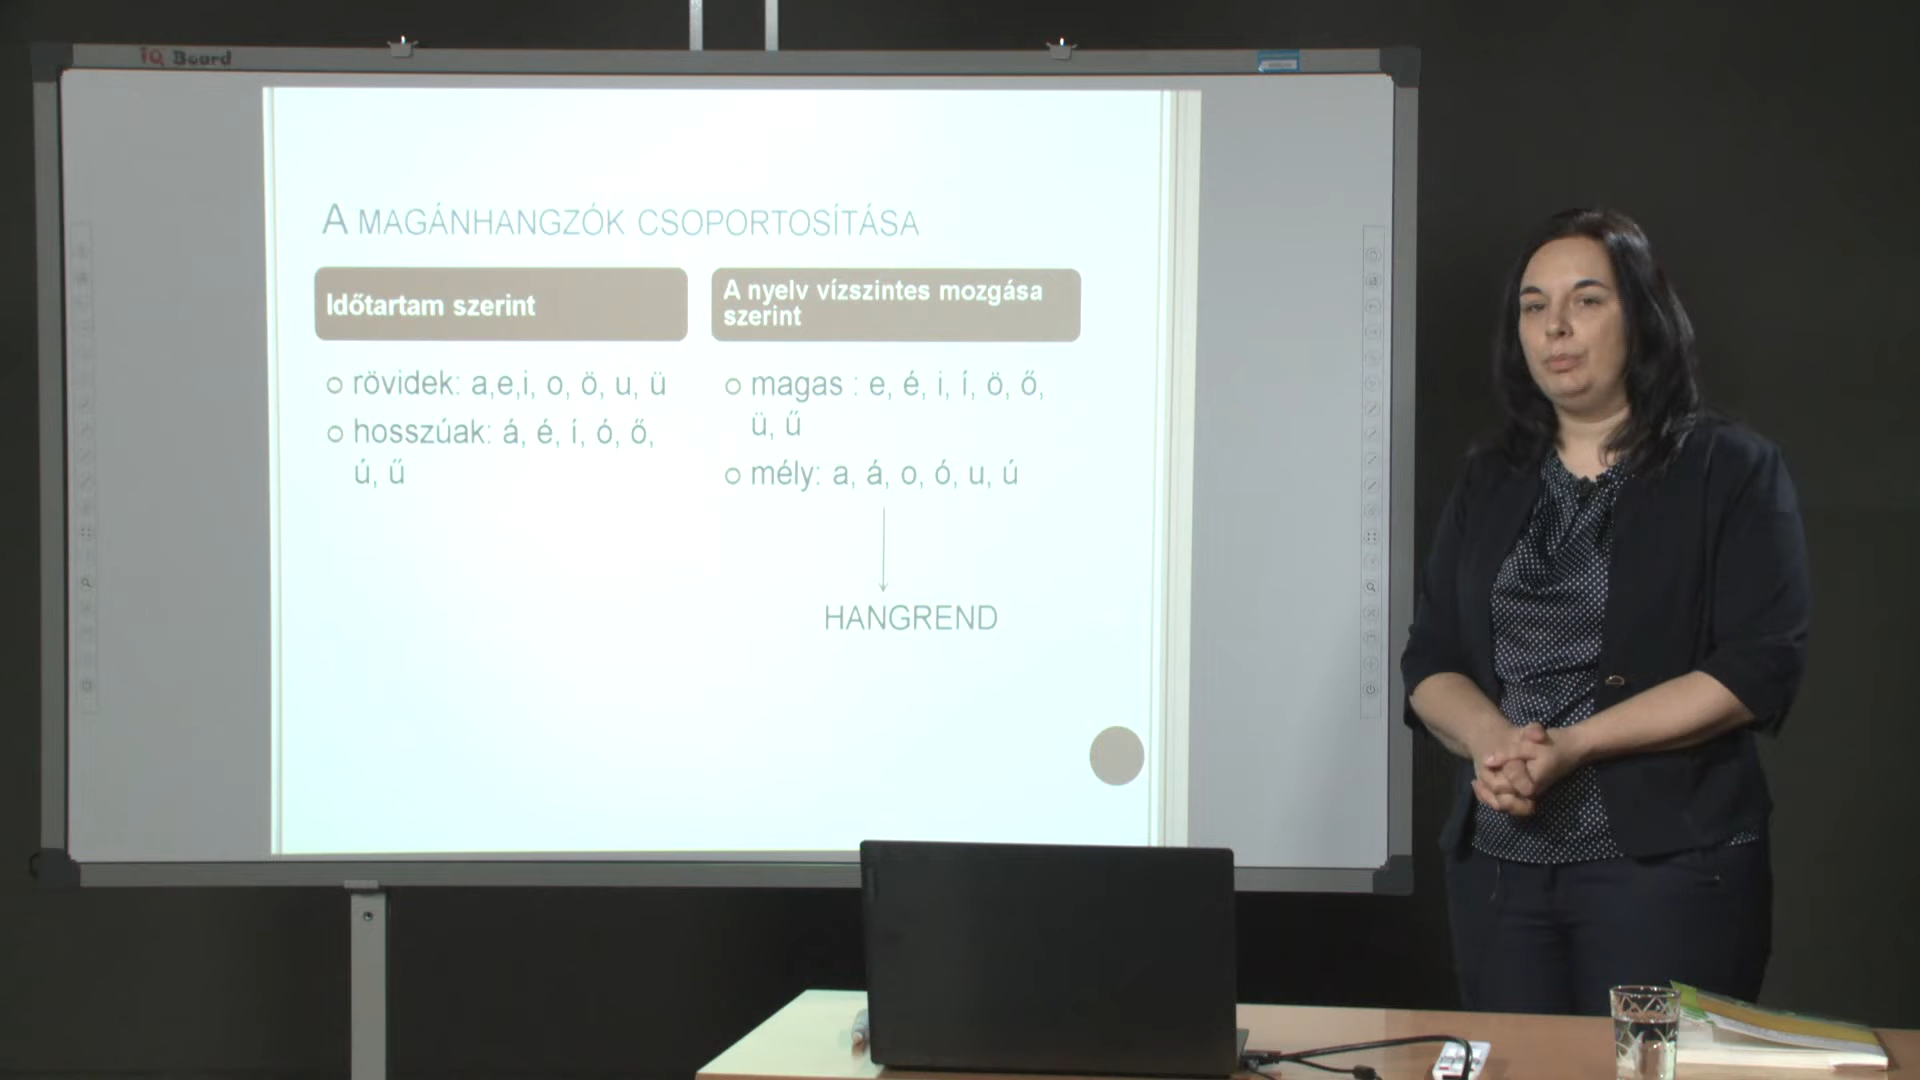 iQ Board
A MAGÁNHANGZÓK CSOPORTOSÍTÁSA
Időtartam szerint
rövidek: a,e,i, o, ö, u, ü
hosszúak: á, é, í, ó, ő,
ú, ű
A nyelv vízszintes mozgása
szerint
magas : e, é, i, í, ö, ő,
ü, ű
mély: a, á, o, ó, u, ú
HANGREND